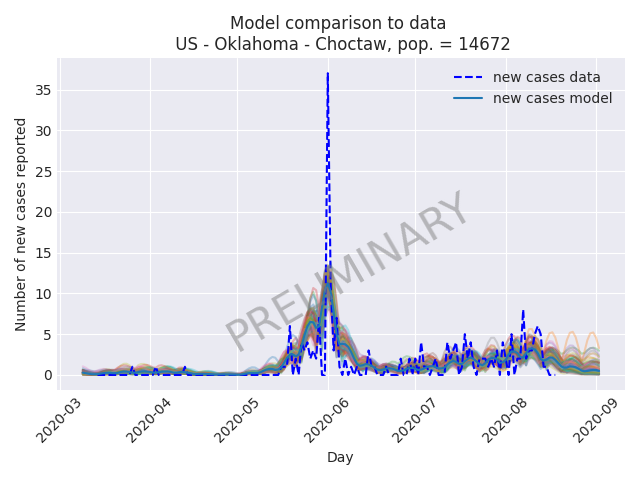 Model comparison to data
US - Oklahoma - Choctaw, pop. = 14672
new cases data
new cases model
Number of new cases reported
35
30
25
20
15
10
5
0
PRELIMINARY
2020-03
2020-04
2020-05
2020-06
2020-07
2020-08
2020-09
Day